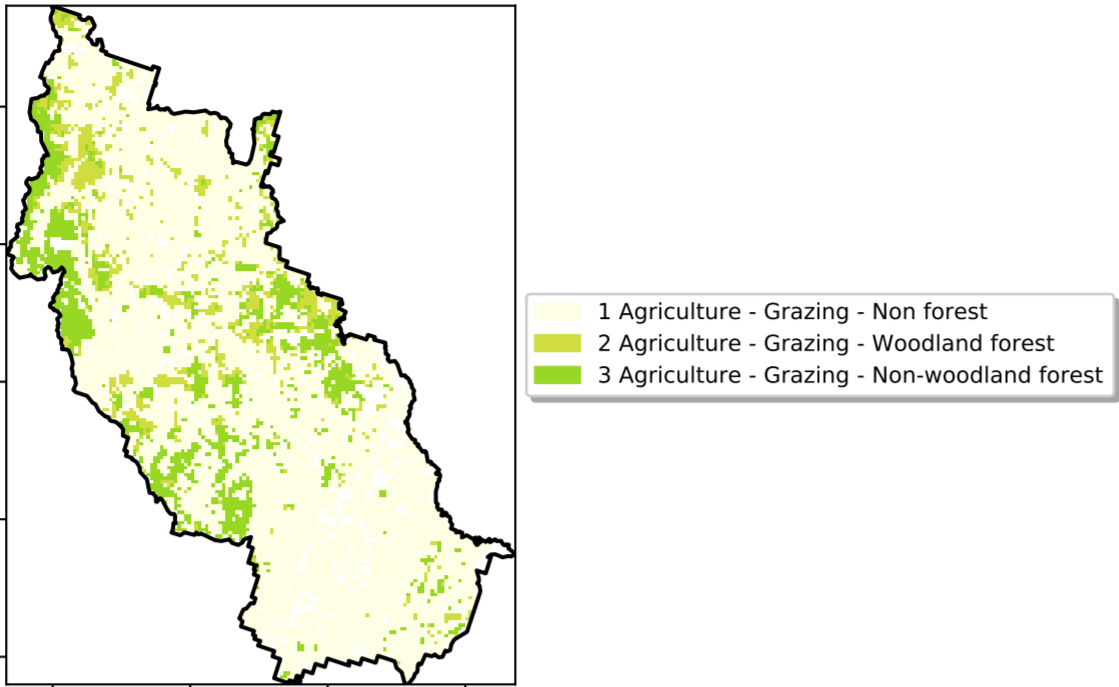 1 Agriculture - Grazing - Non forest
2 Agriculture - Grazing - Woodland forest
3 Agriculture - Grazing - Non-woodland forest